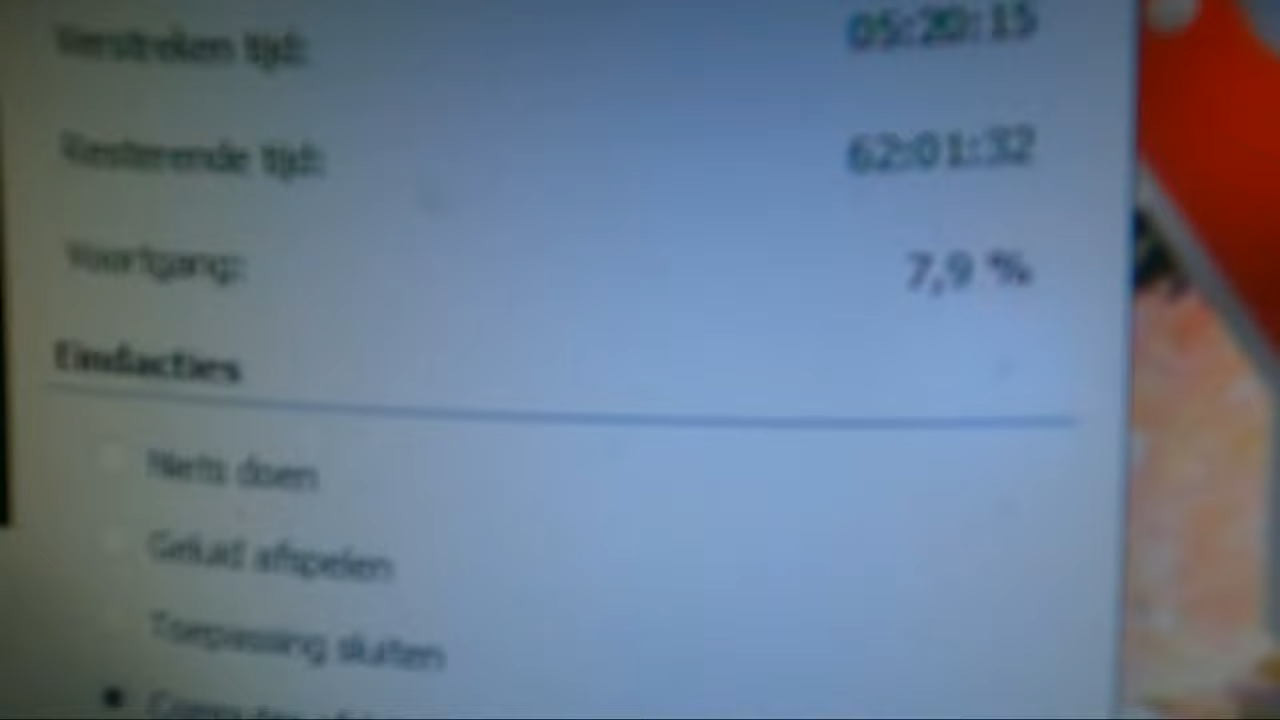 Verstreken tijd: 05:20:15
Resterende tijd: 62:01:32
Voortgang: 7,9 %
Eindacties
Niets doen
Geluid afspelen
Toepassing sluiten
Computer